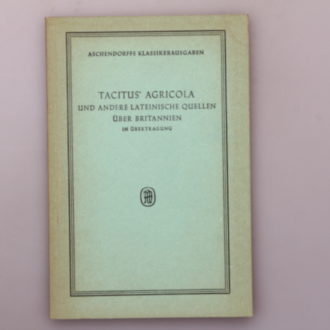 ASCHENDORFFS KLASSIKERAUSGABEN
TACITUS' AGRICOLA
UND ANDERE LATEINISCHE QUELLEN
ÜBER BRITANNIEN
IN ÜBERTRAGUNG